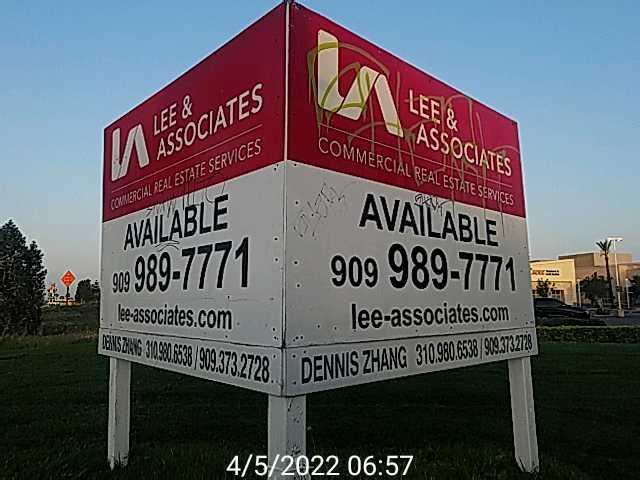 LEE &
ASSOCIATES
COMMERCIAL REAL ESTATE SERVICES
AVAILABLE
909 989-7771
lee-associates.com
DENNIS ZHANG 310.980.6538 / 909.373.2728
LEE &
ASSOCIATES
COMMERCIAL REAL ESTATE SERVICES
AVAILABLE
909 989-7771
lee-associates.com
DENNIS ZHANG 310.980.6538 / 909.373.2728
4/5/2022 06:57